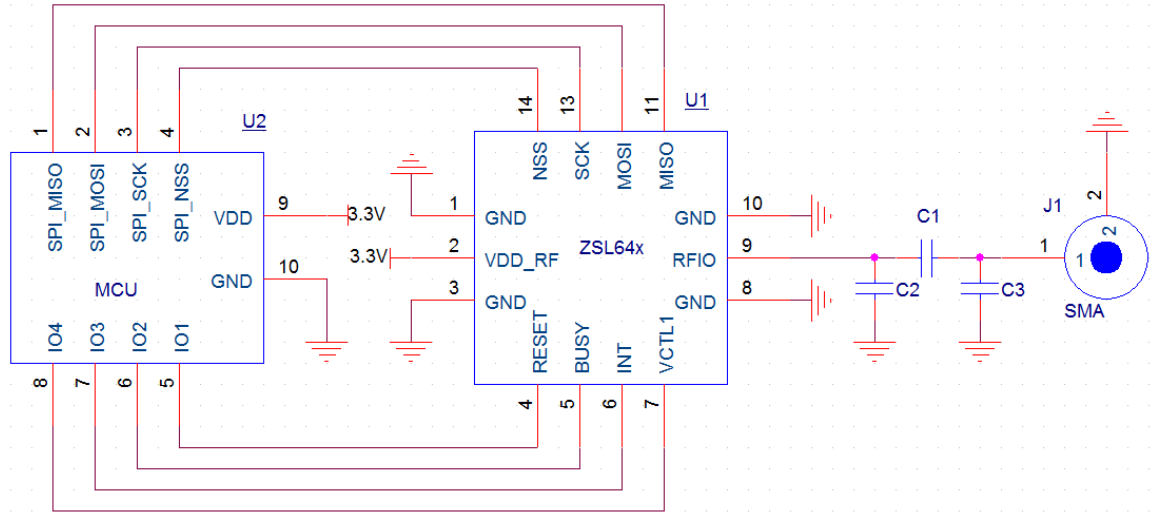 14
13
11
U1
1
2
3
4
U2
NSS
SCK
MOSI
MISO
SPI_MISO
SPI_MOSI
SPI_SCK
SPI_NSS
2
J1
VDD
9
3.3V
1
GND
GND
10
C1
2
3.3V
2
VDD_RF
ZSL64x
RFIO
9
1
1
GND
10
MCU
3
GND
GND
8
C2
C3
SMA
IO4
IO3
IO2
IO1
RESET
BUSY
INT
VCTL1
8
7
6
5
4
5
6
7